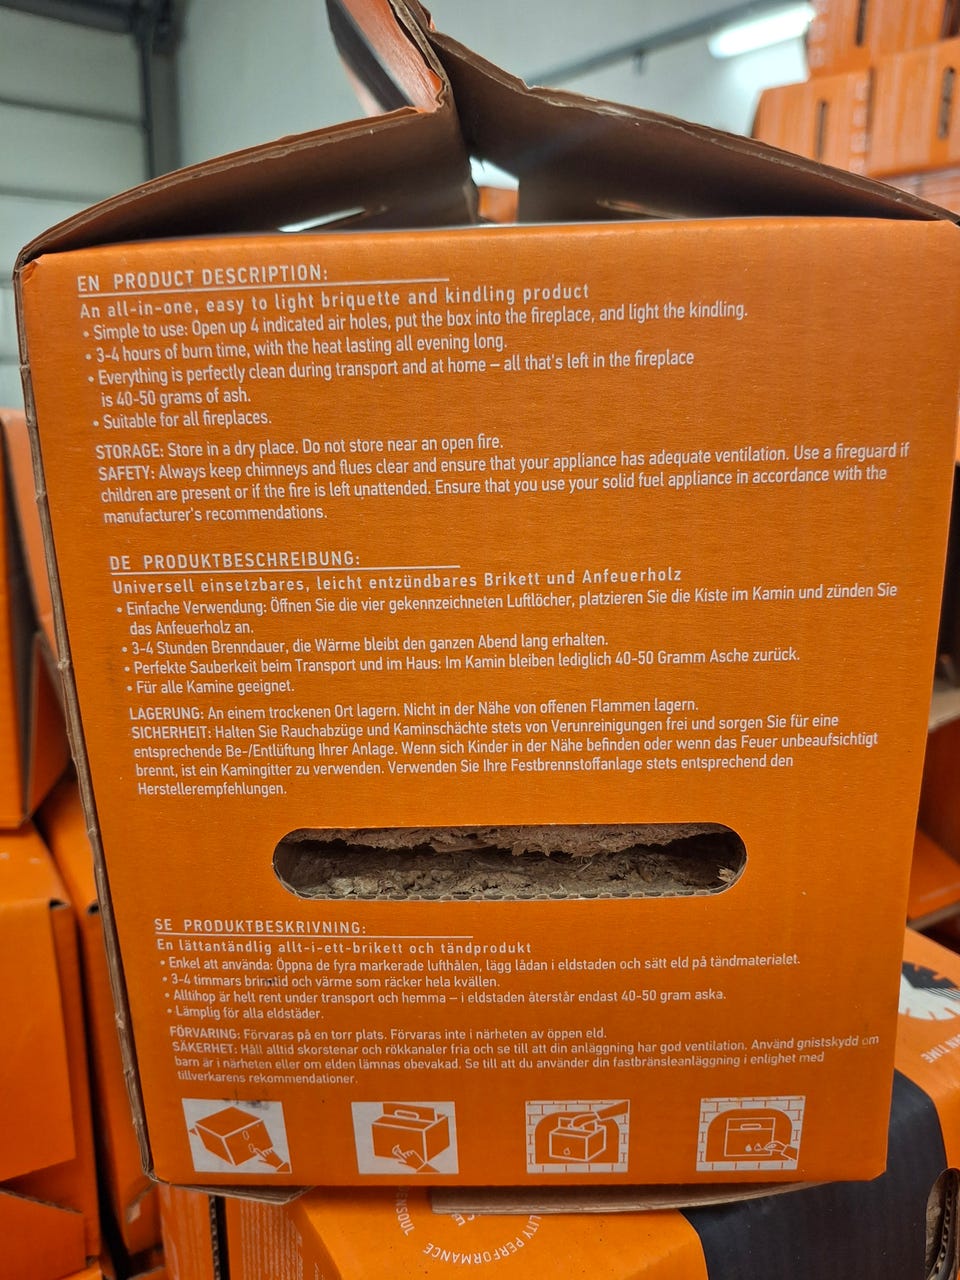 EN PRODUCT DESCRIPTION:
An all-in-one, easy to light briquette and kindling product
• Simple to use: Open up 4 indicated air holes, put the box into the fireplace, and light the kindling.
• 3-4 hours of burn time, with the heat lasting all evening long.
• Everything is perfectly clean during transport and at home – all that's left in the fireplace
is 40-50 grams of ash.
• Suitable for all fireplaces.
STORAGE: Store in a dry place. Do not store near an open fire.
SAFETY: Always keep chimneys and flues clear and ensure that your appliance has adequate ventilation. Use a fireguard if
children are present or if the fire is left unattended. Ensure that you use your solid fuel appliance in accordance with the
manufacturer's recommendations.
DE PRODUKTBESCHREIBUNG:
Universell einsetzbares, leicht entzündbares Brikett und Anfeuerholz
• Einfache Verwendung: Öffnen Sie die vier gekennzeichneten Luftlöcher, platzieren Sie die Kiste im Kamin und zünden Sie
das Anfeuerholz an.
• 3-4 Stunden Brenndauer, die Wärme bleibt den ganzen Abend lang erhalten.
• Perfekte Sauberkeit beim Transport und im Haus: Im Kamin bleiben lediglich 40-50 Gramm Asche zurück.
• Für alle Kamine geeignet.
LAGERUNG: An einem trockenen Ort lagern. Nicht in der Nähe von offenen Flammen lagern.
SICHERHEIT: Halten Sie Rauchabzüge und Kaminschächte stets von Verunreinigungen frei und sorgen Sie für eine
entsprechende Be-/Entlüftung Ihrer Anlage. Wenn sich Kinder in der Nähe befinden oder wenn das Feuer unbeaufsichtigt
brennt, ist ein Kamingitter zu verwenden. Verwenden Sie Ihre Festbrennstoffanlage stets entsprechend den
Herstellerempfehlungen.
SE PRODUKTBESKRIVNING:
En lättantändlig allt-i-ett-brikett och tändprodukt
• Enkel att använda: Öppna de fyra markerade lufthålen, lägg lådan i eldstaden och sätt eld på tändmaterialet.
• 3-4 timmars brinntid och värme som räcker hela kvällen.
• Alltihop är helt rent under transport och hemma – i eldstaden återstår endast 40-50 gram aska.
• Lämplig för alla eldstäder.
FÖRVARING: Förvaras på en torr plats. Förvaras inte i närheten av öppen eld.
SÄKERHET: Håll alltid skorstenar och rökkanaler fria och se till att din anläggning har god ventilation. Använd gnistskydd om
barn är i närheten eller om elden lämnas obevakad. Se till att du använder din fastbränsleanläggning i enlighet med
tillverkarens rekommendationer.
TIME
PERFORMANCE